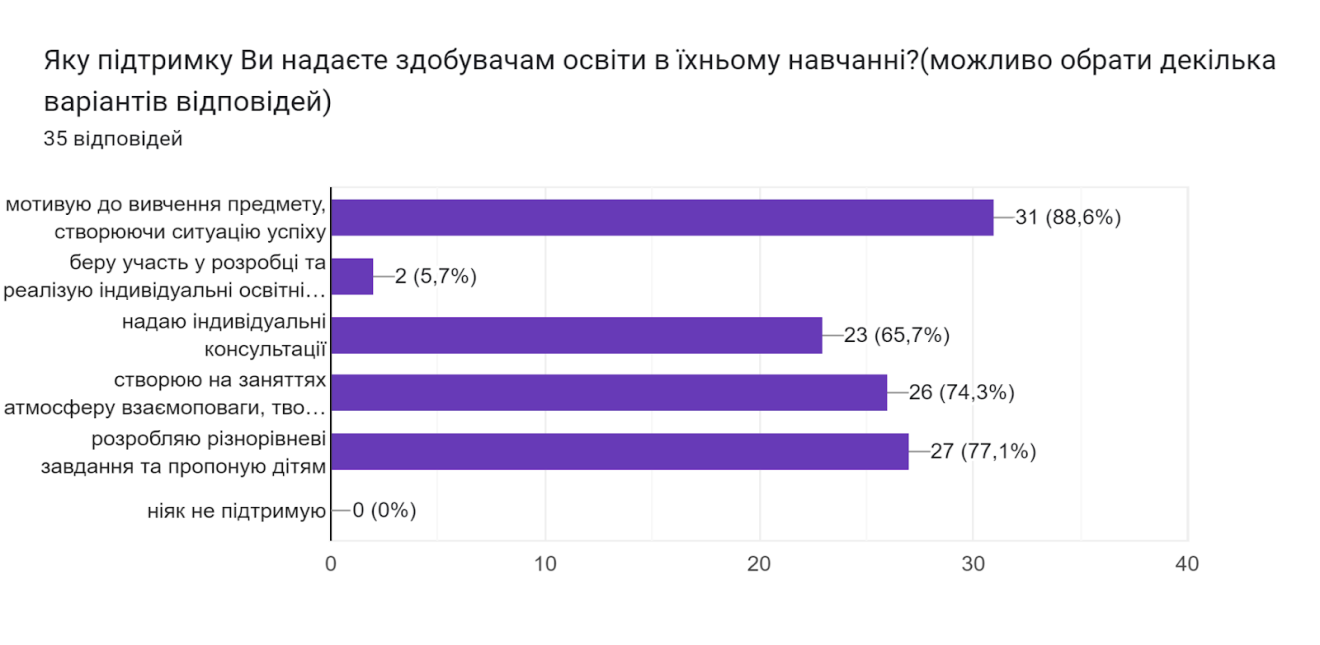 Яку підтримку Ви надаєте здобувачам освіти в їхньому навчанні?(можливо обрати декілька
варіантів відповідей)
35 відповідей
мотивую до вивчення предмету,
створюючи ситуацію успіху
31 (88,6%)
беру участь у розробці та
реалізую індивідуальні освітні…
2 (5,7%)
надаю індивідуальні
консультації
23 (65,7%)
створюю на заняттях
атмосферу взаємоповаги, тво…
26 (74,3%)
розробляю різнорівневі
завдання та пропоную дітям
27 (77,1%)
ніяк не підтримую
0 (0%)
0 10 20 30 40